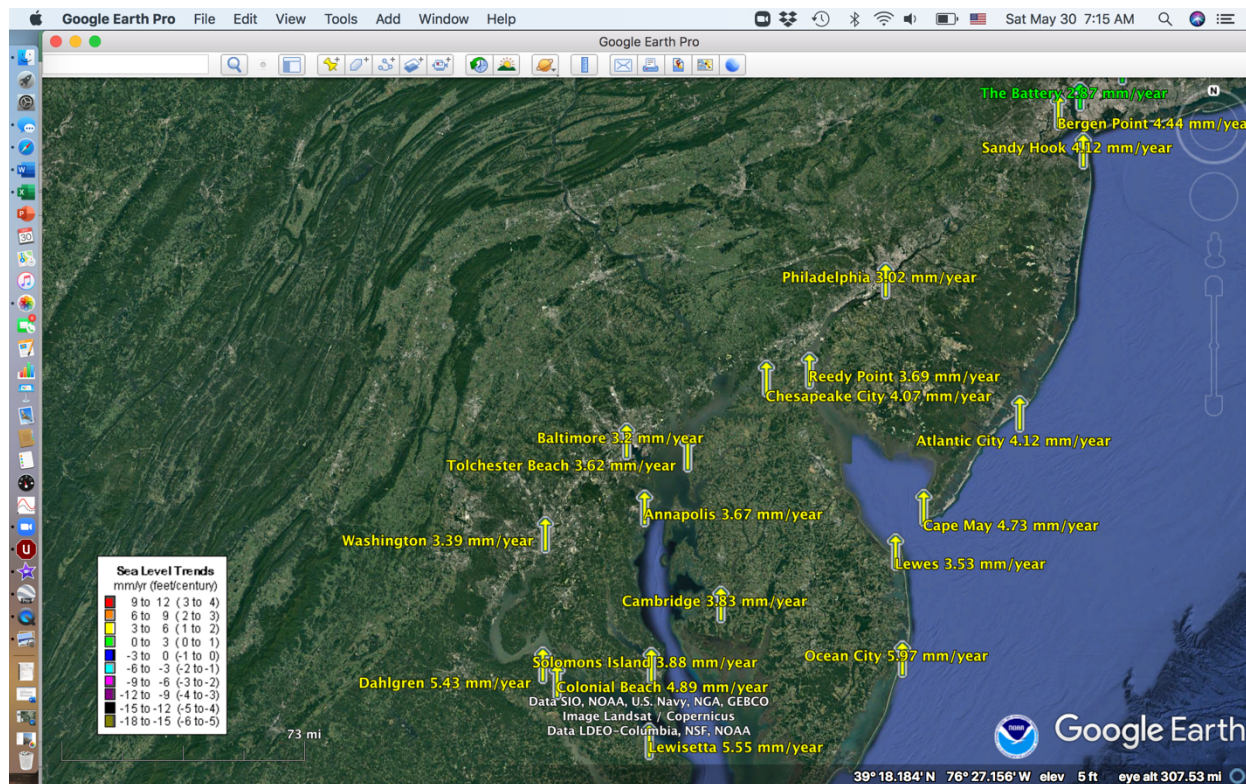 Google Earth Pro File Edit View Tools Add Window Help Sat May 30 7:15 AM
Google Earth Pro
The Battery 2.87 mm/year
N
Bergen Point 4.44 mm/yea
Sandy Hook 4.12 mm/year
Philadelphia 3.02 mm/year
Reedy Point 3.69 mm/year
Chesapeake City 4.07 mm/year
Atlantic City 4.12 mm/year
Baltimore 3.2 mm/year
Tolchester Beach 3.62 mm/year
Annapolis 3.67 mm/year
Cape May 4.73 mm/year
Washington 3.39 mm/year
Lewes 3.53 mm/year
Cambridge 3.83 mm/year
Solomons Island 3.88 mm/year
Ocean City 5.97 mm/year
Dahlgren 5.43 mm/year
Colonial Beach 4.89 mm/year
Lewisetta 5.55 mm/year
Sea Level Trends
mm/yr (feet/century)
9 to 12 ( 3 to 4)
6 to 9 ( 2 to 3)
3 to 6 ( 1 to 2)
0 to 3 ( 0 to 1)
-3 to 0 (-1 to 0)
-6 to -3 (-2 to -1)
-9 to -6 (-3 to -2)
-12 to -9 (-4 to -3)
-15 to -12 (-5 to -4)
-18 to -15 (-6 to -5)
73 mi
Data SIO, NOAA, U.S. Navy, NGA, GEBCO
Image Landsat / Copernicus
Data LDEO-Columbia, NSF, NOAA
NOAA
Google Earth
39° 18.184' N 76° 27.156' W elev 5 ft eye alt 307.53 mi